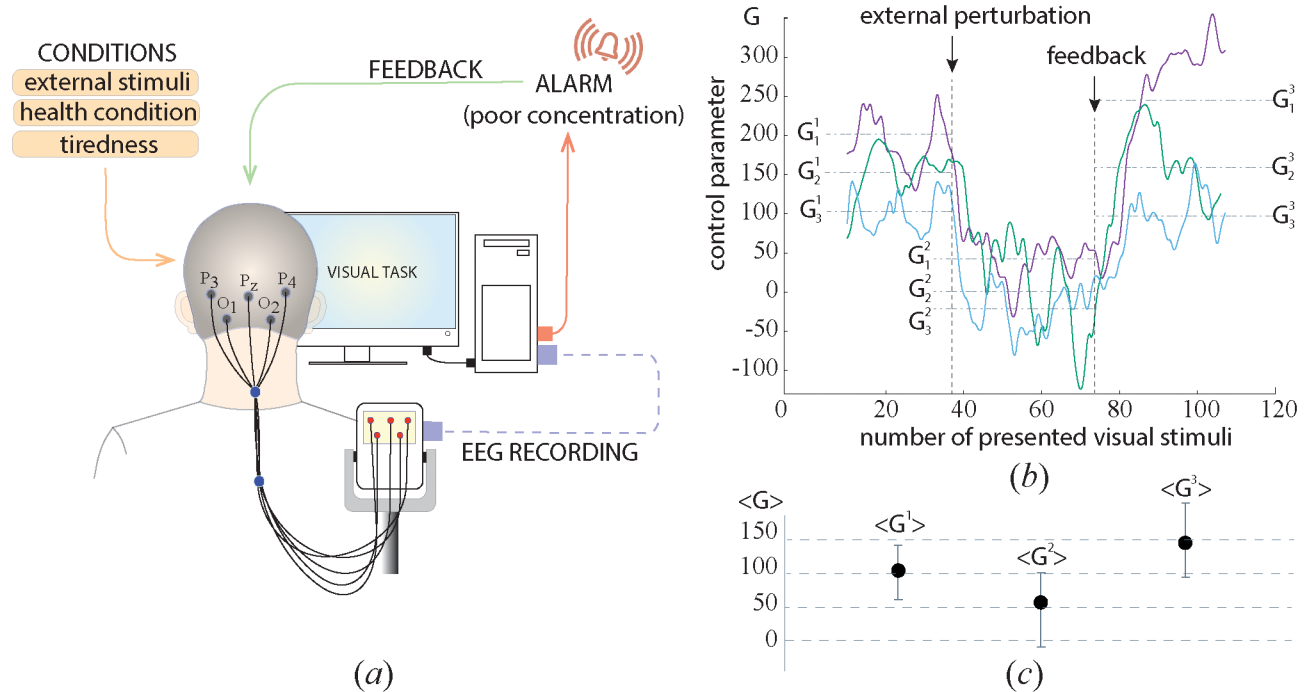 (a)
CONDITIONS
external stimuli
health condition
tiredness
FEEDBACK
ALARM
(poor concentration)
VISUAL TASK
P3 Pz P4
O1 O2
EEG RECORDING
(b)
G
external perturbation
feedback
control parameter
300
250
200
150
100
50
0
-50
-100
G₁¹
G₂¹
G₃¹
G₁²
G₂²
G₃²
G₁³
G₂³
G₃³
0 20 40 60 80 100 120
number of presented visual stimuli
(c)
<G>
150
100
50
0
<G¹>
<G²>
<G³>